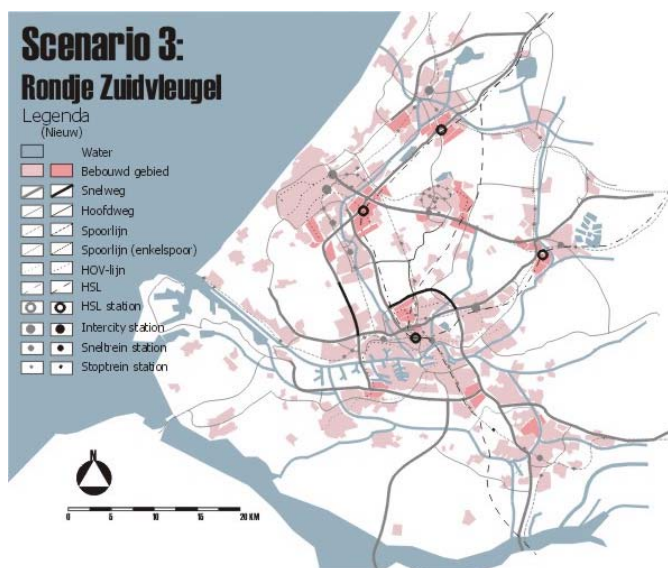 Scenario 3:
Rondje Zuidvleugel
Legenda
(Nieuw)
Water
Bebouwd gebied
Snelweg
Hoofdweg
Spoorlijn
Spoorlijn (enkelspoor)
HOV-lijn
HSL
HSL station
Intercity station
Sneltrein station
Stoptrein station
N
0 5 10 15 20 KM